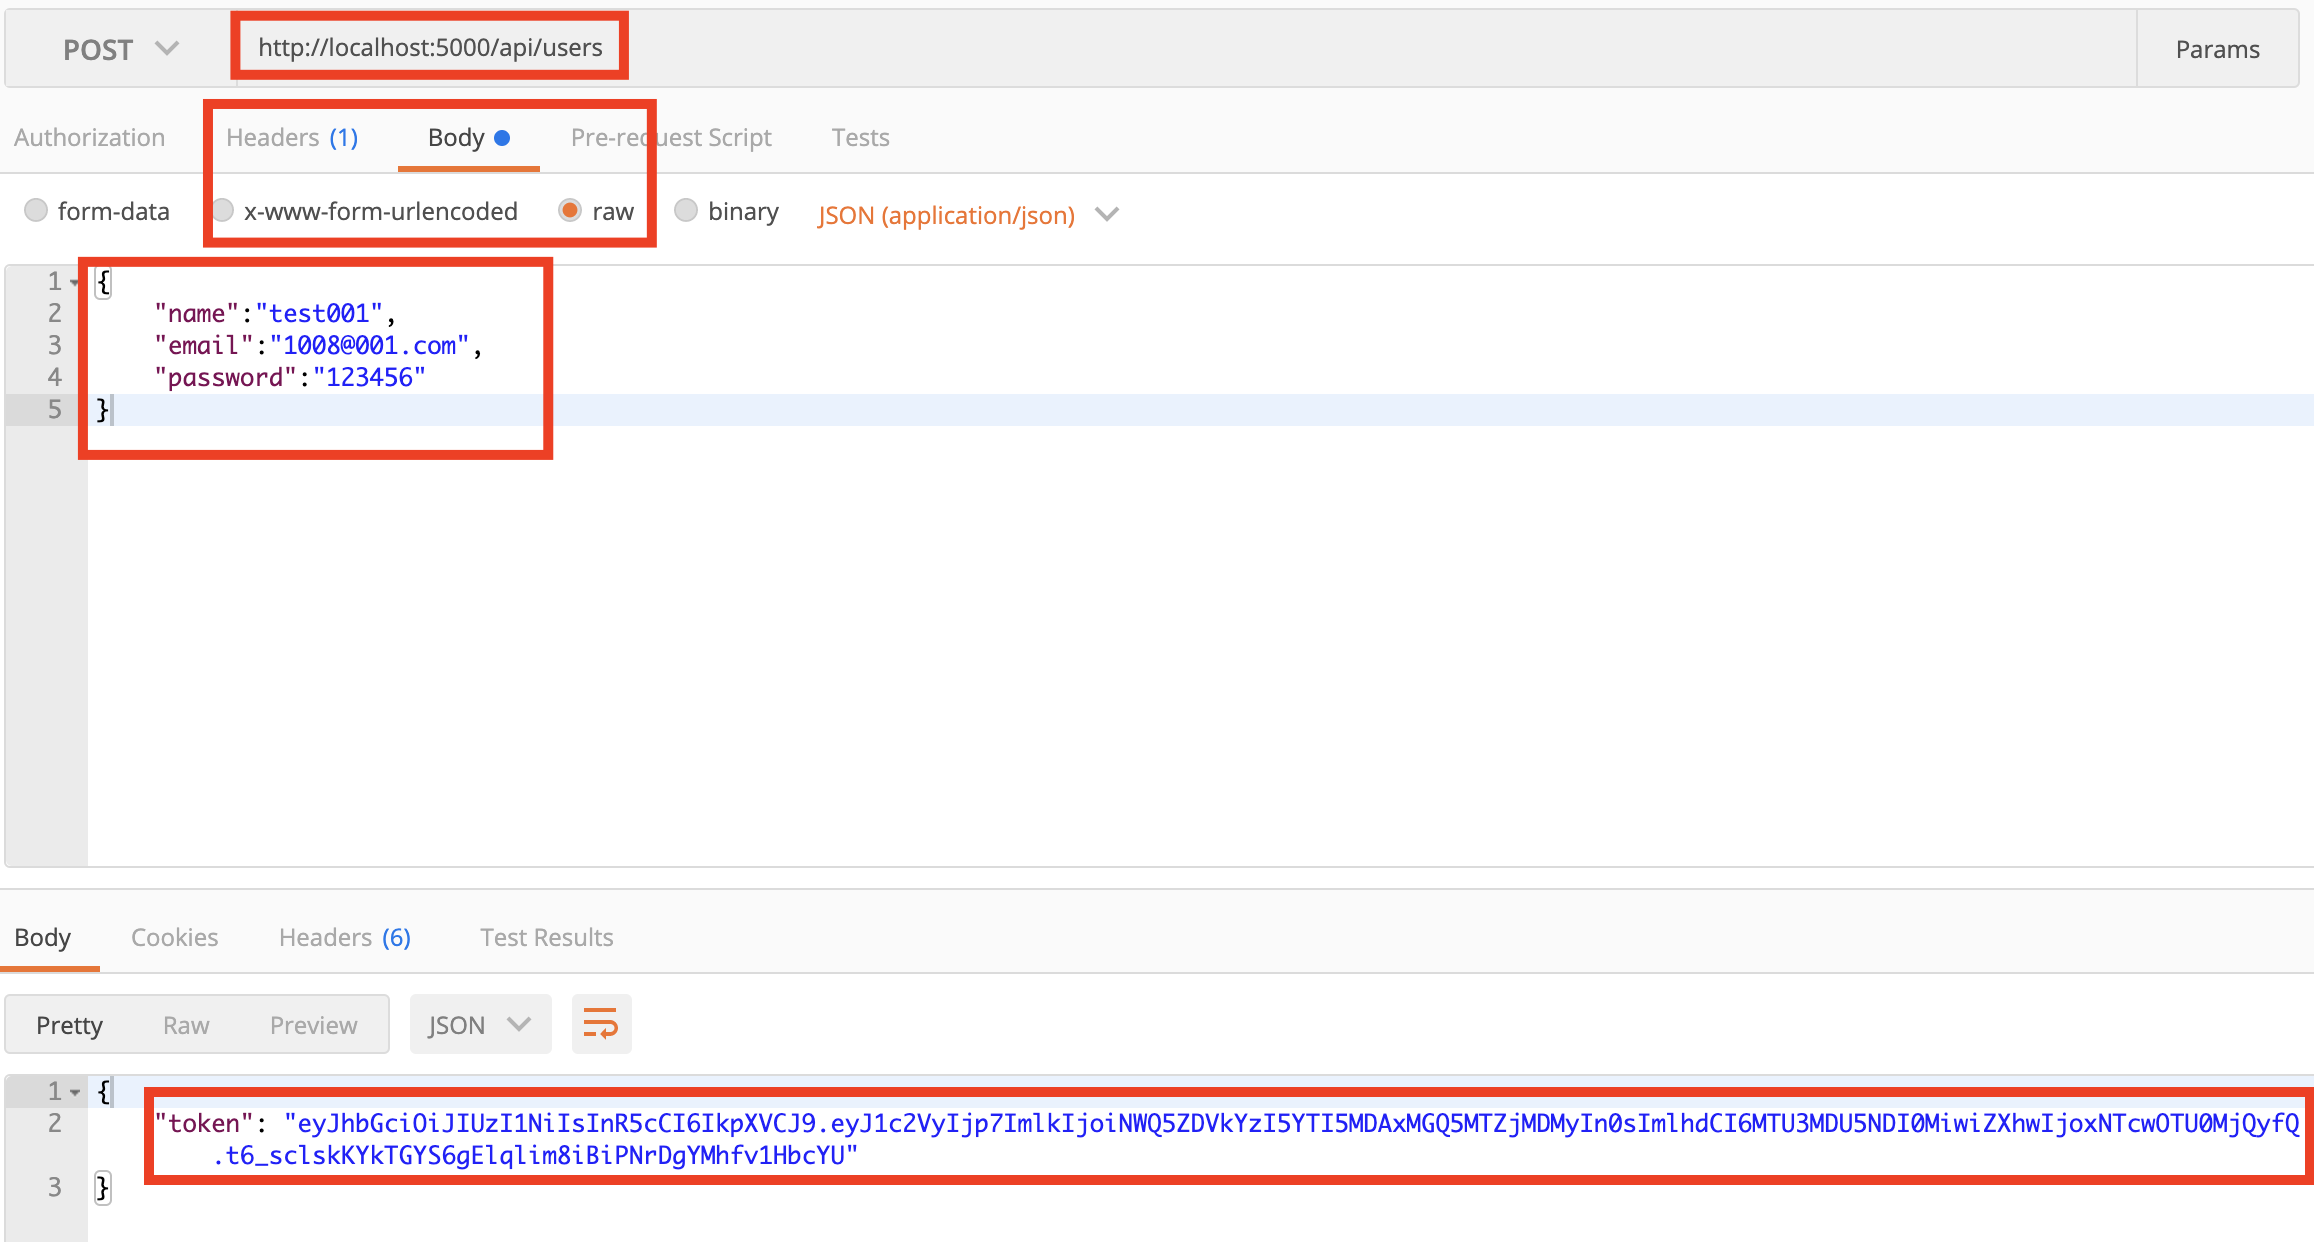 POST http://localhost:5000/api/users Params
Authorization Headers (1) Body Pre-request Script Tests
form-data x-www-form-urlencoded raw binary JSON (application/json)
1 {
2 "name":"test001",
3 "email":"1008@001.com",
4 "password":"123456"
5 }
Body Cookies Headers (6) Test Results
Pretty Raw Preview JSON
1 {
2 "token": "eyJhbGciOiJIUzI1NiIsInR5cCI6IkpXVCJ9.eyJ1c2VyIjp7ImlkIjoiNWQ5ZDVkYzI5YTI5MDAxMGQ5MTZjMDMyIn0sImlhdCI6MTU3MDU5NDI0MiwiZXhwIjoxNTcwOTU0MjQyfQ
.t6_sclskKYkTGYS6gElqlim8iBiPNrDgYMhfv1HbcYU"
3 }